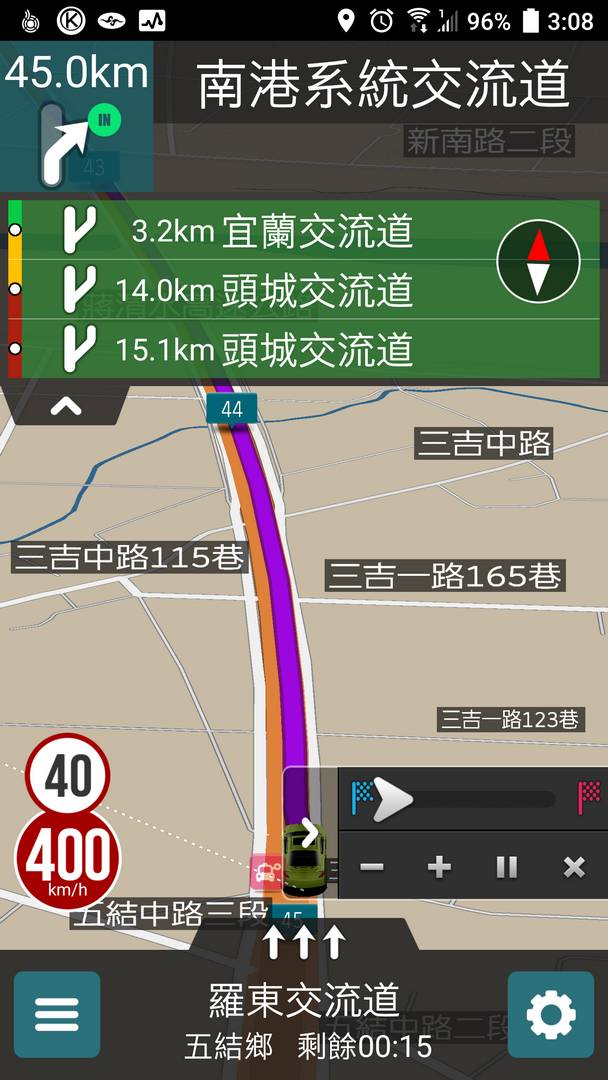 96% 3:08
45.0km 南港系統交流道
IN
43
新南路二段
3.2km 宜蘭交流道
14.0km 頭城交流道
15.1km 頭城交流道
44
三吉中路
三吉中路115巷
三吉一路165巷
三吉一路123巷
40
400
km/h
五結中路三段
45
羅東交流道
五結中路二段
五結鄉 剩餘00:15